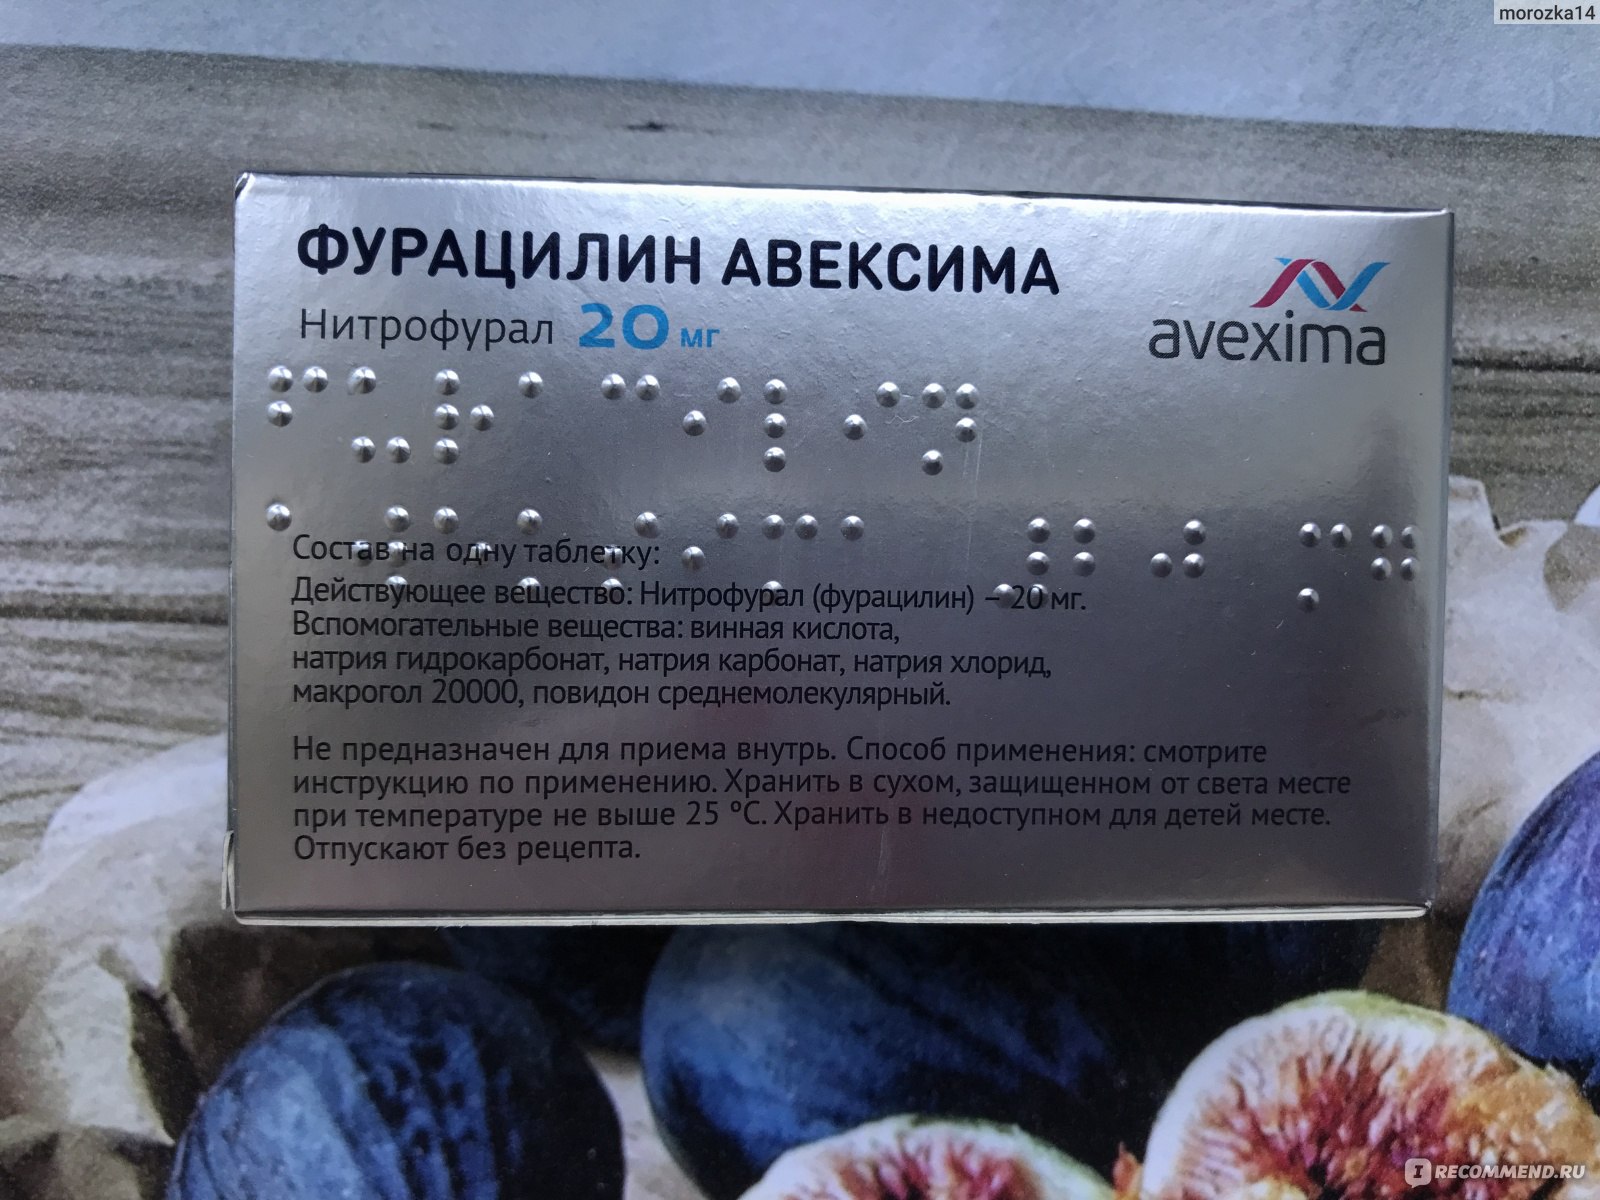 morozka14
ФУРАЦИЛИН АВЕКСИМА
Нитрофурал 20 мг
avexima
Состав на одну таблетку:
Действующее вещество: Нитрофурал (фурацилин) – 20 мг.
Вспомогательные вещества: винная кислота,
натрия гидрокарбонат, натрия карбонат, натрия хлорид,
макрогол 20000, повидон среднемолекулярный.
Не предназначен для приема внутрь. Способ применения: смотрите
инструкцию по применению. Хранить в сухом, защищенном от света месте
при температуре не выше 25 °C. Хранить в недоступном для детей месте.
Отпускают без рецепта.
I RECOMMEND.RU